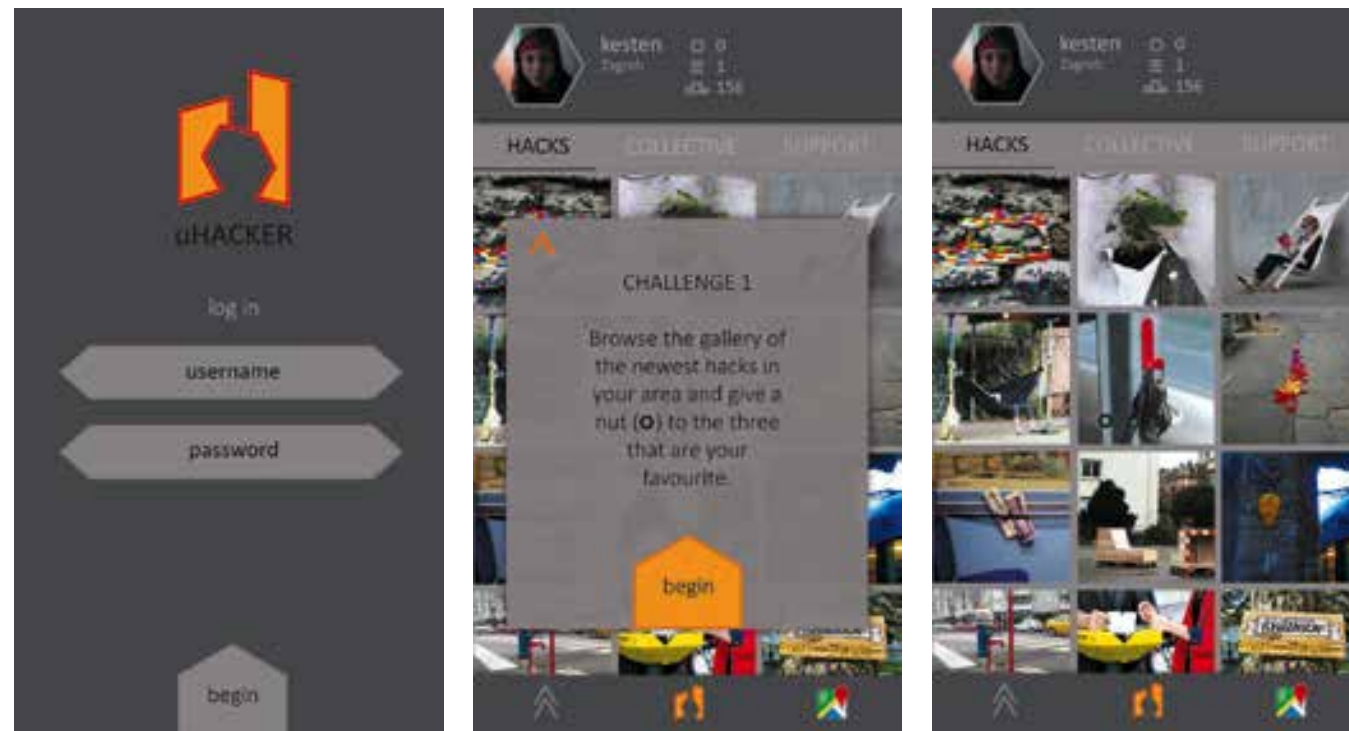 uHACKER
log in
username
password
begin
kesten 0
Zagreb 1
156
HACKS COLLECTIVE SUPPORT
CHALLENGE 1
Browse the gallery of
the newest hacks in
your area and give a
nut (O) to the three
that are your
favourite.
begin
kesten 0
Zagreb 1
156
HACKS COLLECTIVE SUPPORT